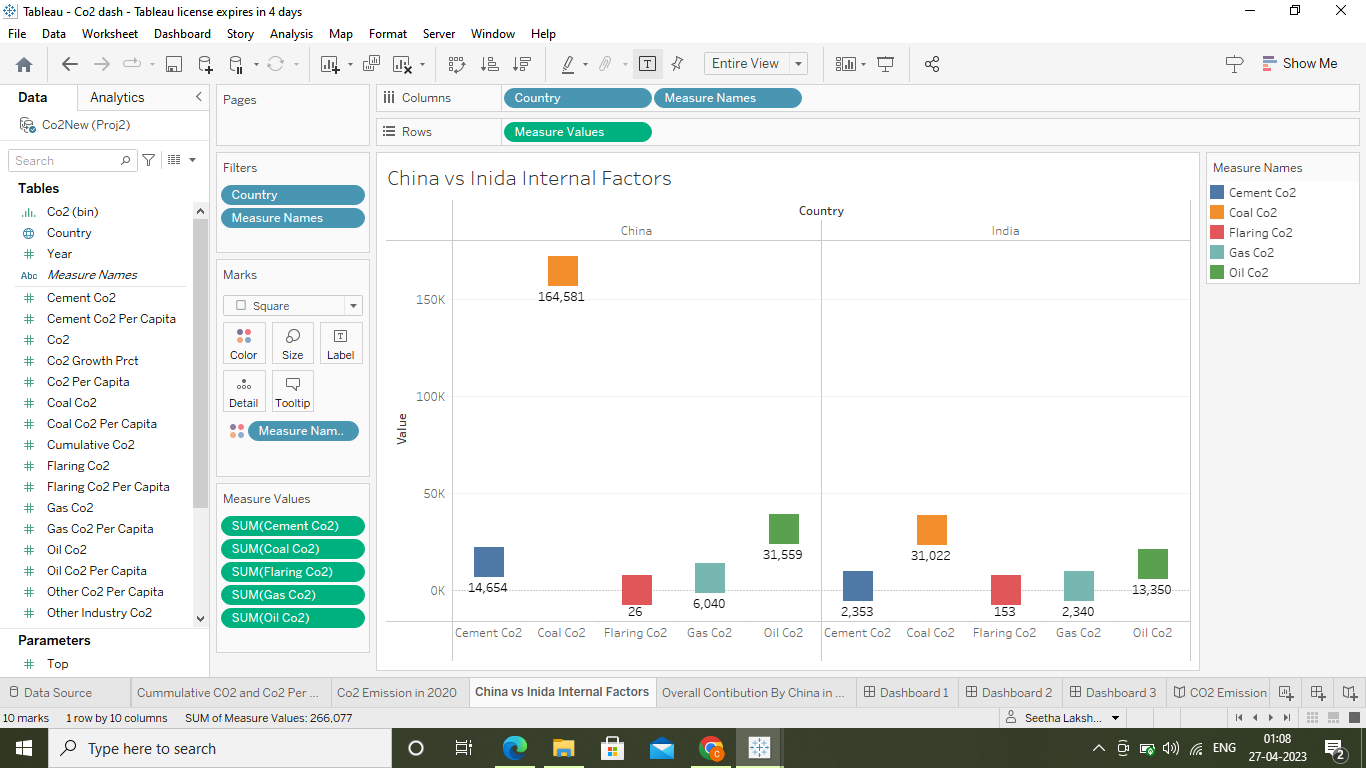 Tableau - Co2 dash - Tableau license expires in 4 days
File Data Worksheet Dashboard Story Analysis Map Format Server Window Help
Entire View
Show Me
Data Analytics
Co2New (Proj2)
Search
Tables
Co2 (bin)
Country
Year
Abc Measure Names
Cement Co2
Cement Co2 Per Capita
Co2
Co2 Growth Prct
Co2 Per Capita
Coal Co2
Coal Co2 Per Capita
Cumulative Co2
Flaring Co2
Flaring Co2 Per Capita
Gas Co2
Gas Co2 Per Capita
Oil Co2
Oil Co2 Per Capita
Other Co2 Per Capita
Other Industry Co2
Parameters
Top
Pages
Filters
Country
Measure Names
Marks
Square
Color Size Label
Detail Tooltip
Measure Nam..
Measure Values
SUM(Cement Co2)
SUM(Coal Co2)
SUM(Flaring Co2)
SUM(Gas Co2)
SUM(Oil Co2)
Columns Country Measure Names
Rows Measure Values
China vs Inida Internal Factors
Country
China India
Value
150K
100K
50K
0K
164,581
14,654
26
6,040
31,559
2,353
31,022
153
2,340
13,350
Cement Co2 Coal Co2 Flaring Co2 Gas Co2 Oil Co2 Cement Co2 Coal Co2 Flaring Co2 Gas Co2 Oil Co2
Measure Names
Cement Co2
Coal Co2
Flaring Co2
Gas Co2
Oil Co2
Data Source Cummulative CO2 and Co2 Per ... Co2 Emission in 2020 China vs Inida Internal Factors Overall Contibution By China in ... Dashboard 1 Dashboard 2 Dashboard 3 CO2 Emission
10 marks 1 row by 10 columns SUM of Measure Values: 266,077 Seetha Laksh...
Type here to search
C
ENG
01:08
27-04-2023
2